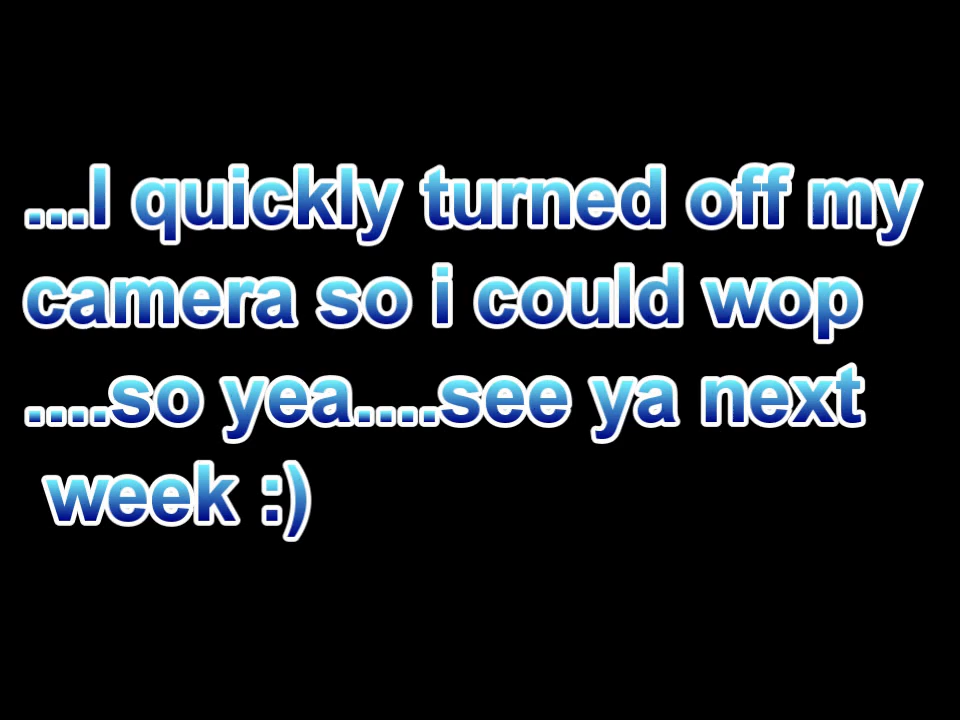 ...I quickly turned off my
camera so i could wop
....so yea....see ya next
week :)